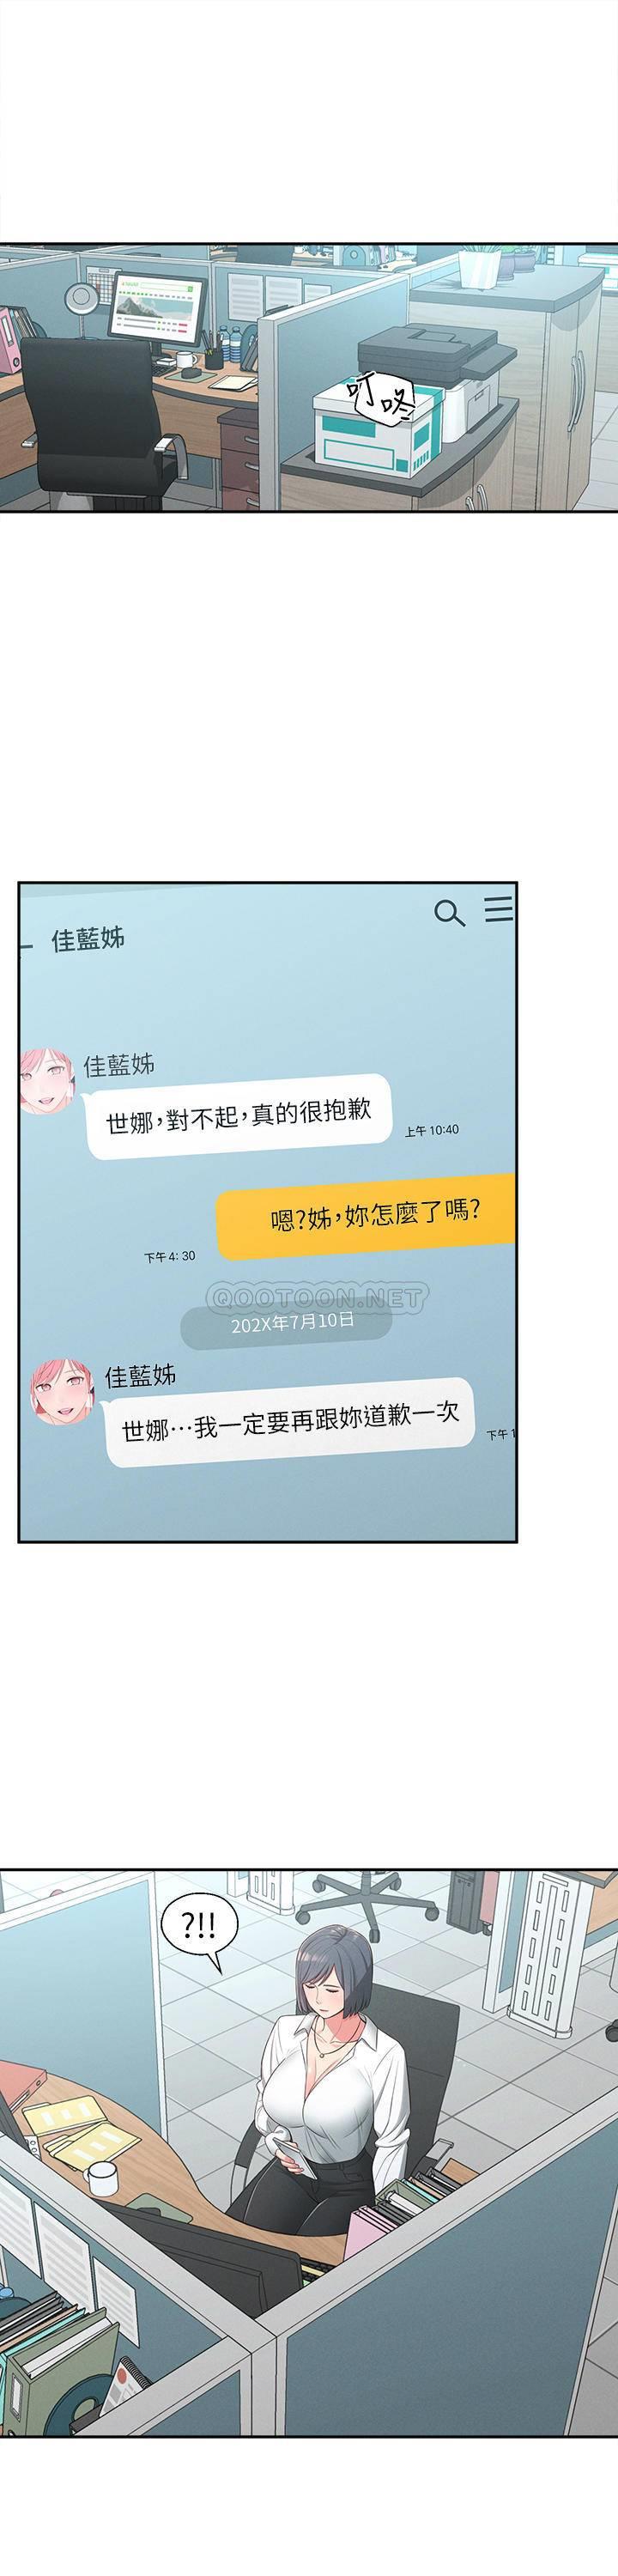 叮咚
佳藍姊
佳藍姊
世娜，對不起，真的很抱歉
上午 10:40
嗯?姊，妳怎麼了嗎?
下午 4: 30
QOOTOON.NET
202X年7月10日
佳藍姊
世娜…我一定要再跟妳道歉一次
下午 1
?!!